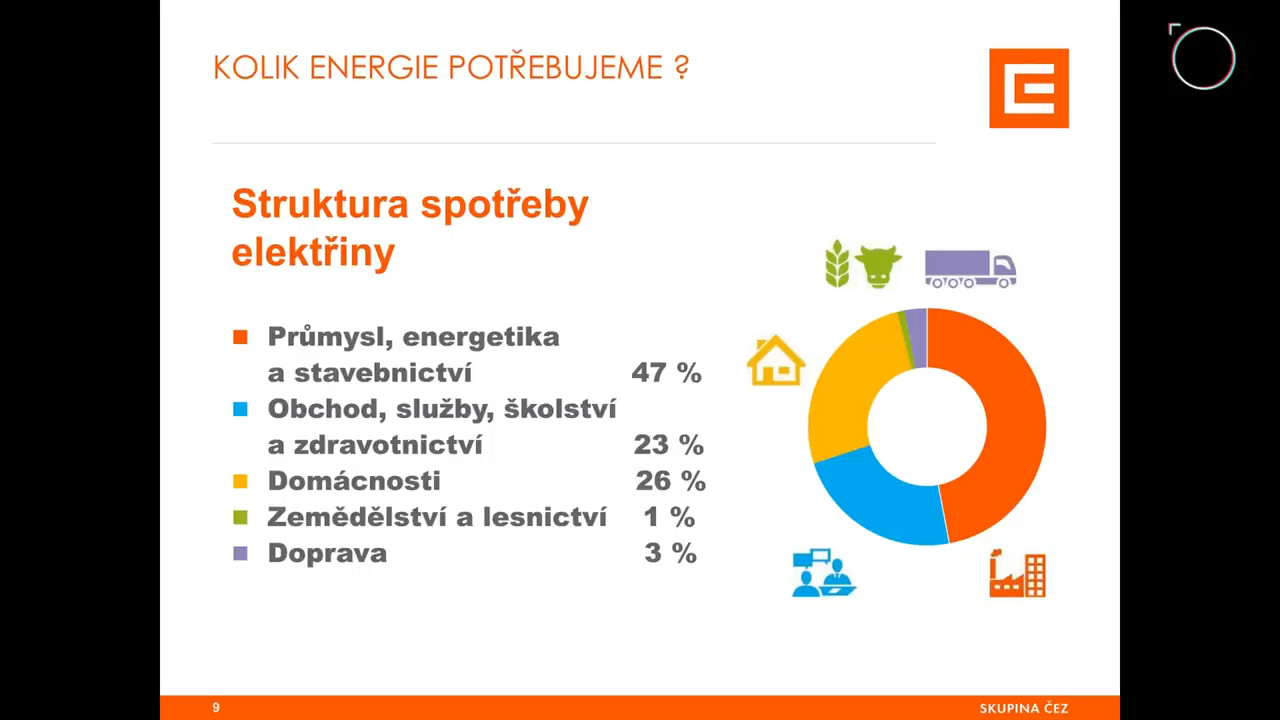 KOLIK ENERGIE POTŘEBUJEME ?
Struktura spotřeby
elektřiny
Průmysl, energetika
a stavebnictví 47 %
Obchod, služby, školství
a zdravotnictví 23 %
Domácnosti 26 %
Zemědělství a lesnictví 1 %
Doprava 3 %
9
SKUPINA ČEZ